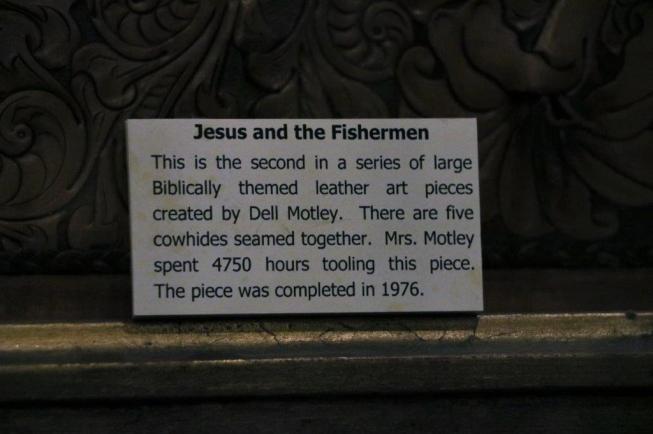 Jesus and the Fishermen
This is the second in a series of large
Biblically themed leather art pieces
created by Dell Motley. There are five
cowhides seamed together. Mrs. Motley
spent 4750 hours tooling this piece.
The piece was completed in 1976.